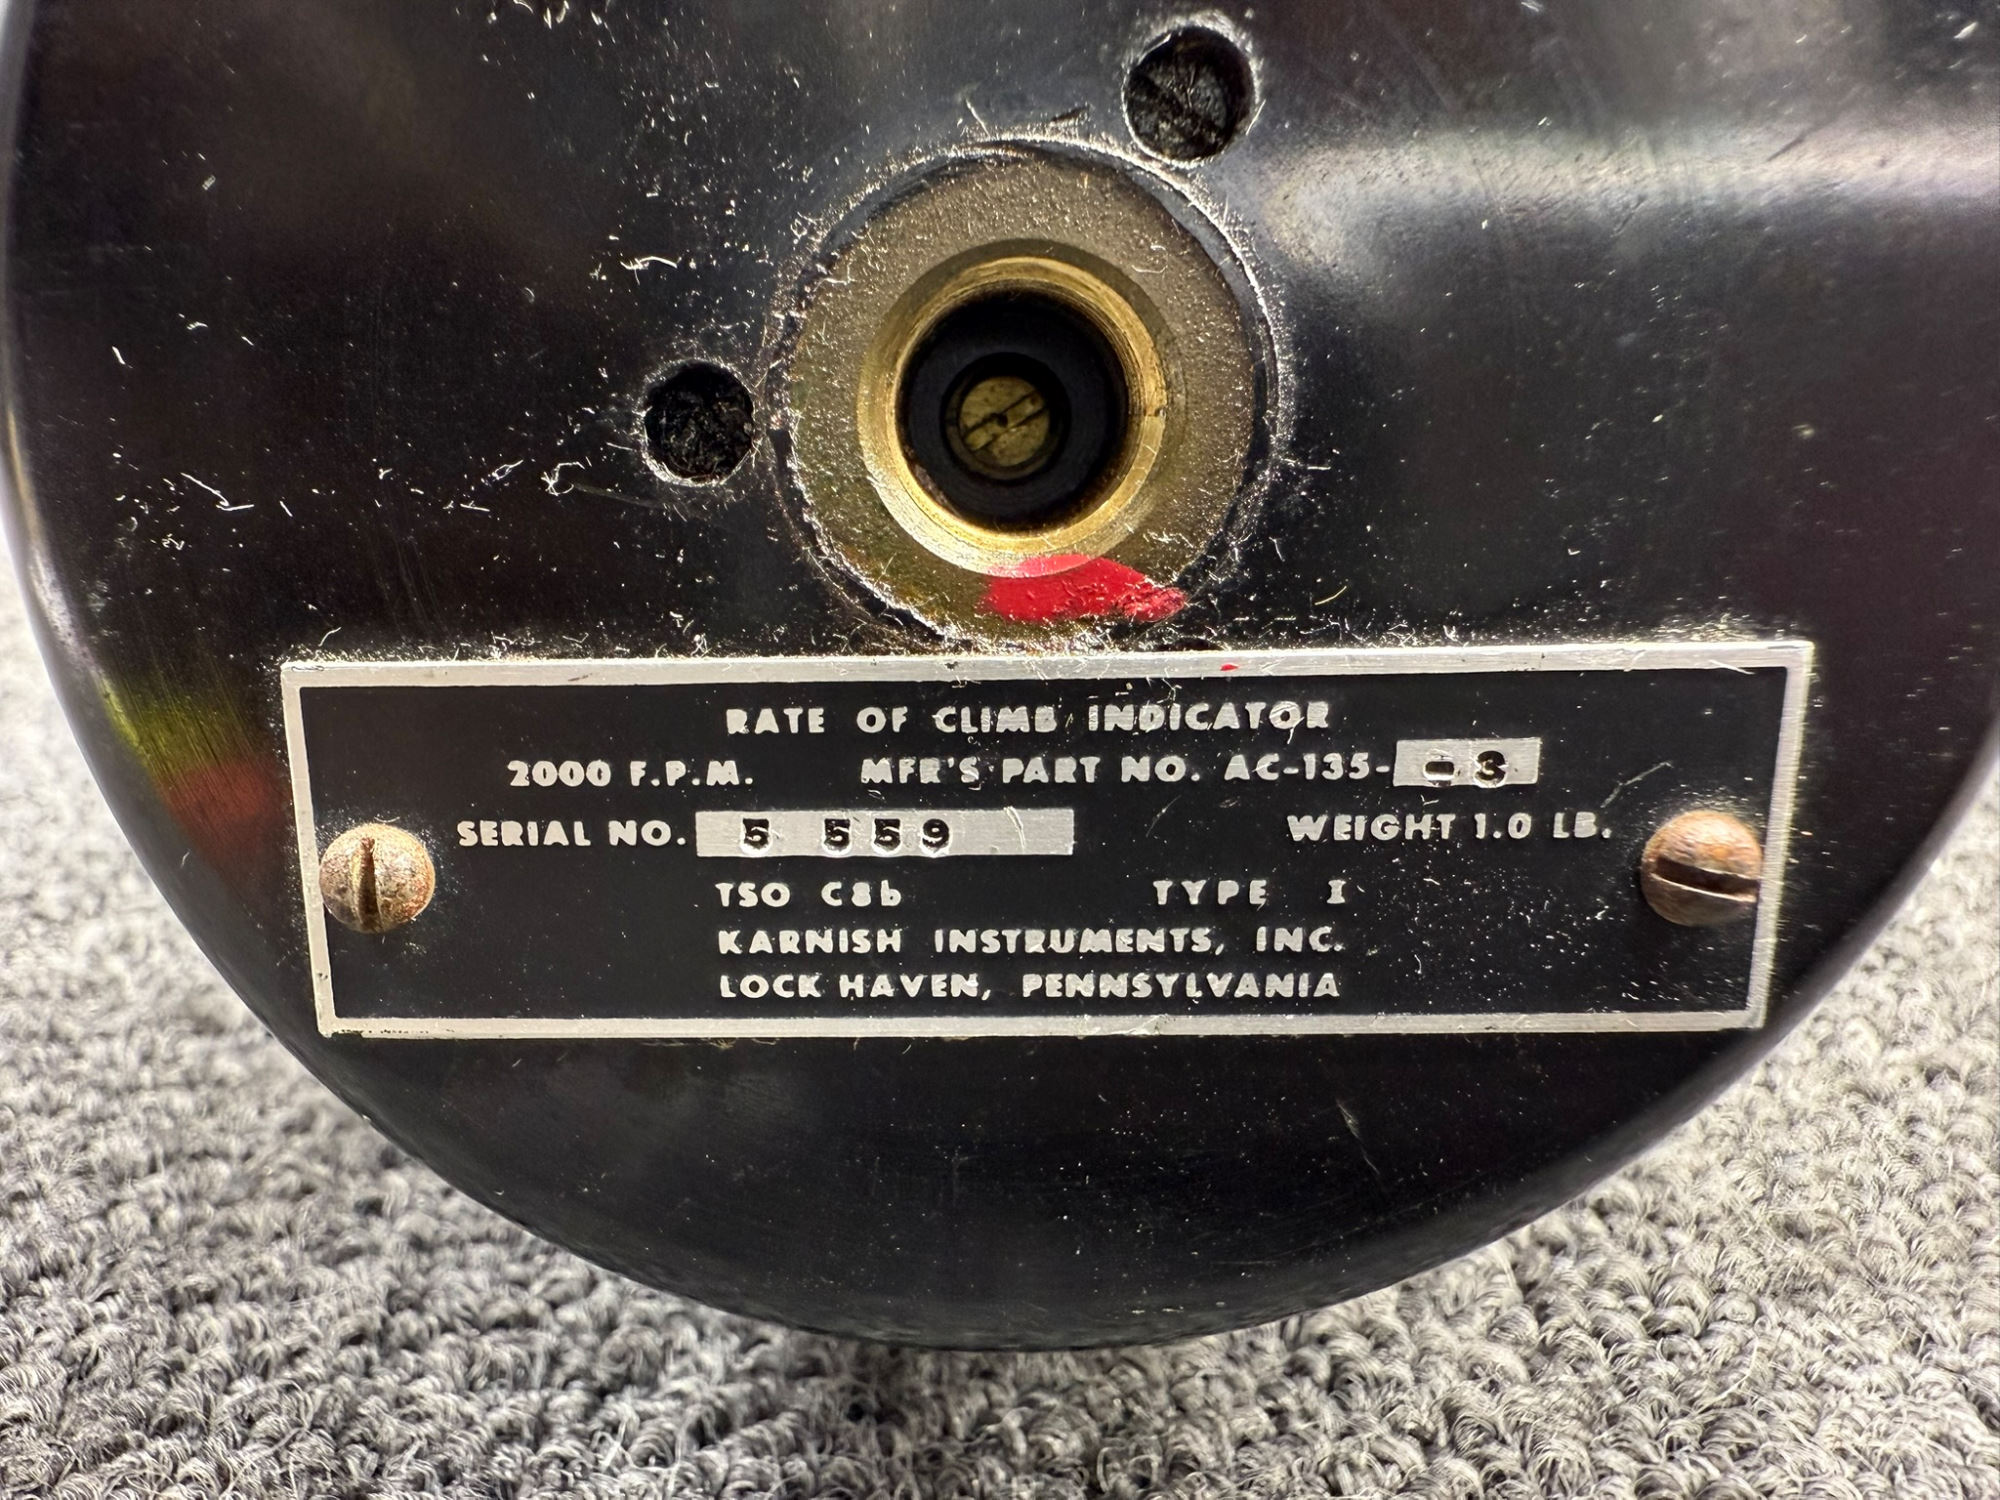 RATE OF CLIMB INDICATOR
2000 F.P.M. MFR'S PART NO. AC-135--3
SERIAL NO. 5 559 WEIGHT 1.0 LB.
TSO C8b TYPE I
KARNISH INSTRUMENTS, INC.
LOCK HAVEN, PENNSYLVANIA